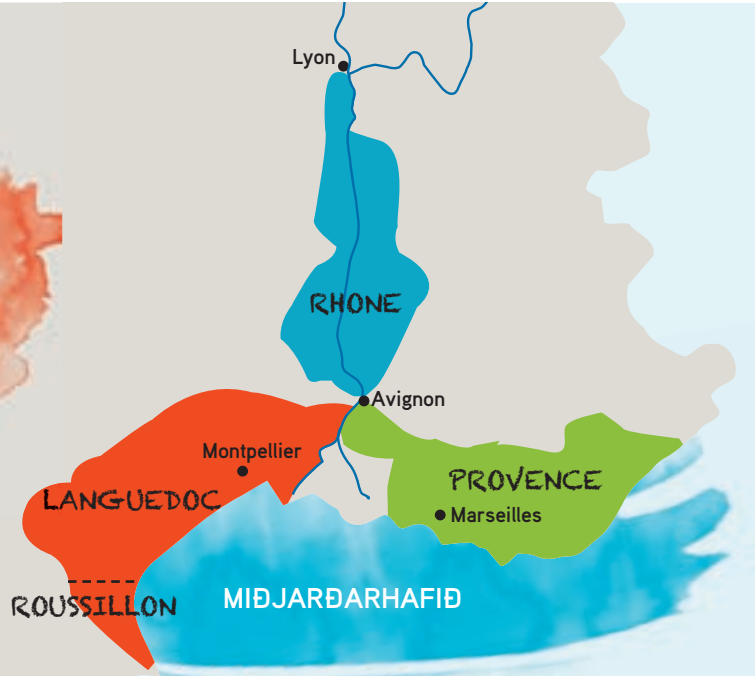 Lyon
RHONE
Avignon
Montpellier
LANGUEDOC
PROVENCE
Marseilles
ROUSSILLON
MIÐJARÐARHAFIÐ